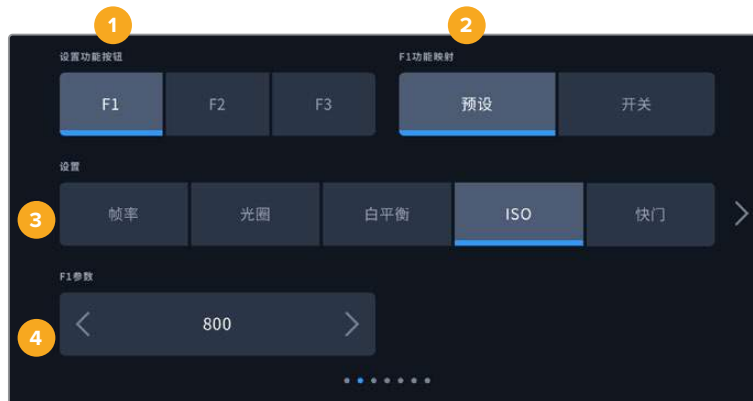 1 2
设置功能按钮 F1功能映射
F1 F2 F3 预设 开关
设置
3 帧率 光圈 白平衡 ISO 快门
F1参数
4 800